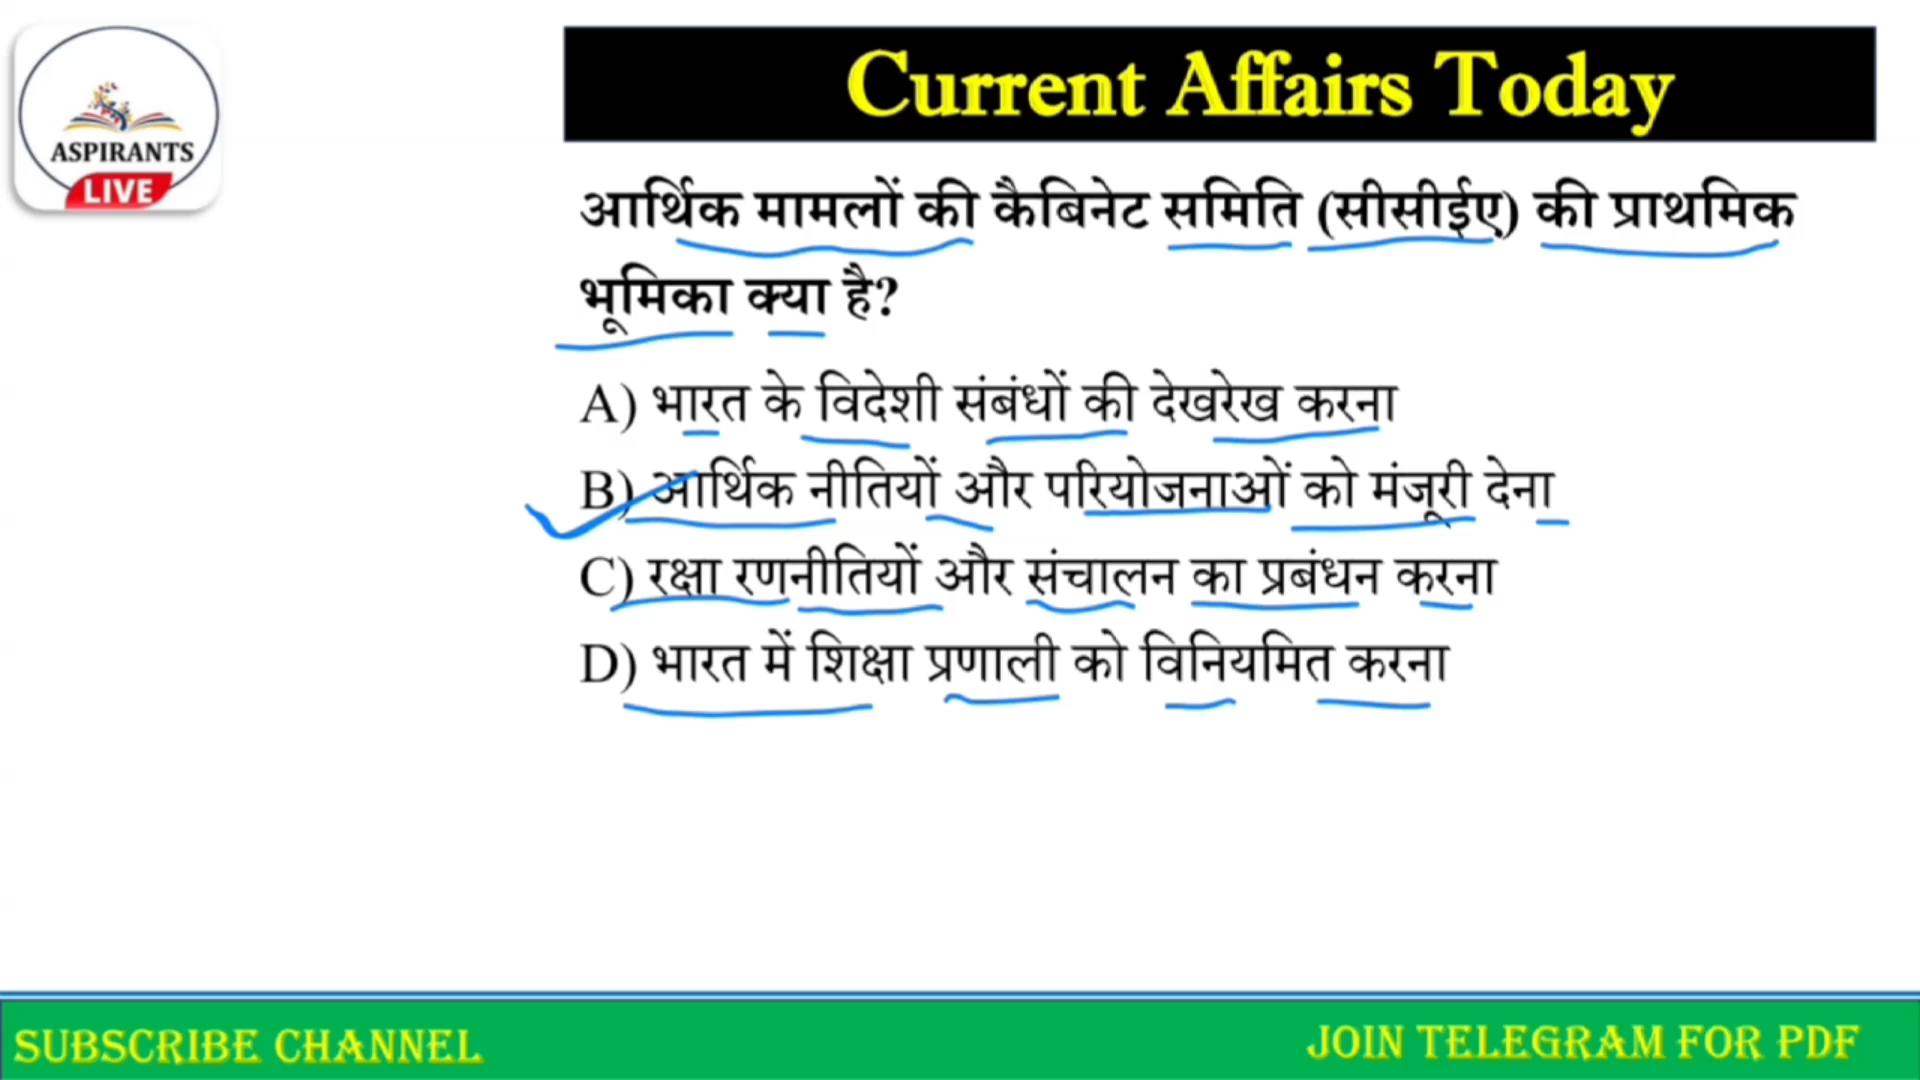 ASPIRANTS
LIVE
Current Affairs Today
आर्थिक मामलों की कैबिनेट समिति (सीसीईए) की प्राथमिक
भूमिका क्या है?
A) भारत के विदेशी संबंधों की देखरेख करना
B) आर्थिक नीतियों और परियोजनाओं को मंजूरी देना
C) रक्षा रणनीतियों और संचालन का प्रबंधन करना
D) भारत में शिक्षा प्रणाली को विनियमित करना
SUBSCRIBE CHANNEL
JOIN TELEGRAM FOR PDF